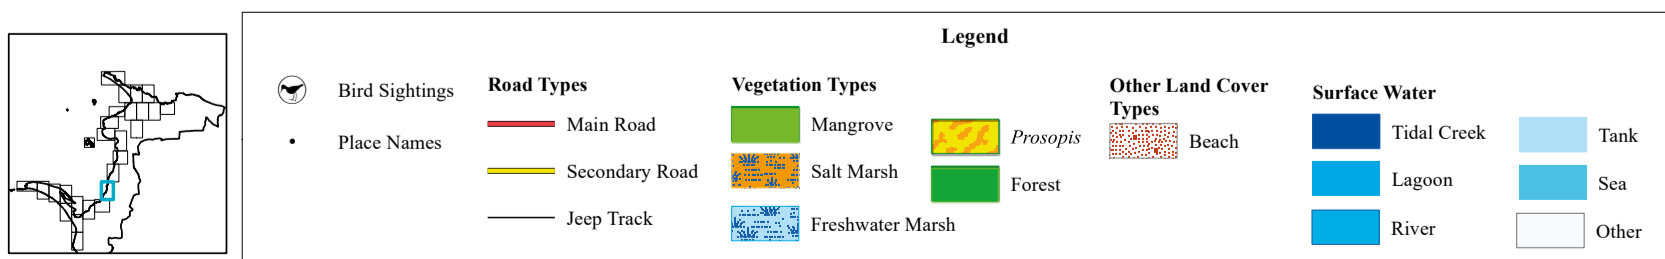 Legend
Bird Sightings
Place Names
Road Types
Main Road
Secondary Road
Jeep Track
Vegetation Types
Mangrove
Salt Marsh
Freshwater Marsh
Prosopis
Forest
Other Land Cover
Types
Beach
Surface Water
Tidal Creek
Lagoon
River
Tank
Sea
Other